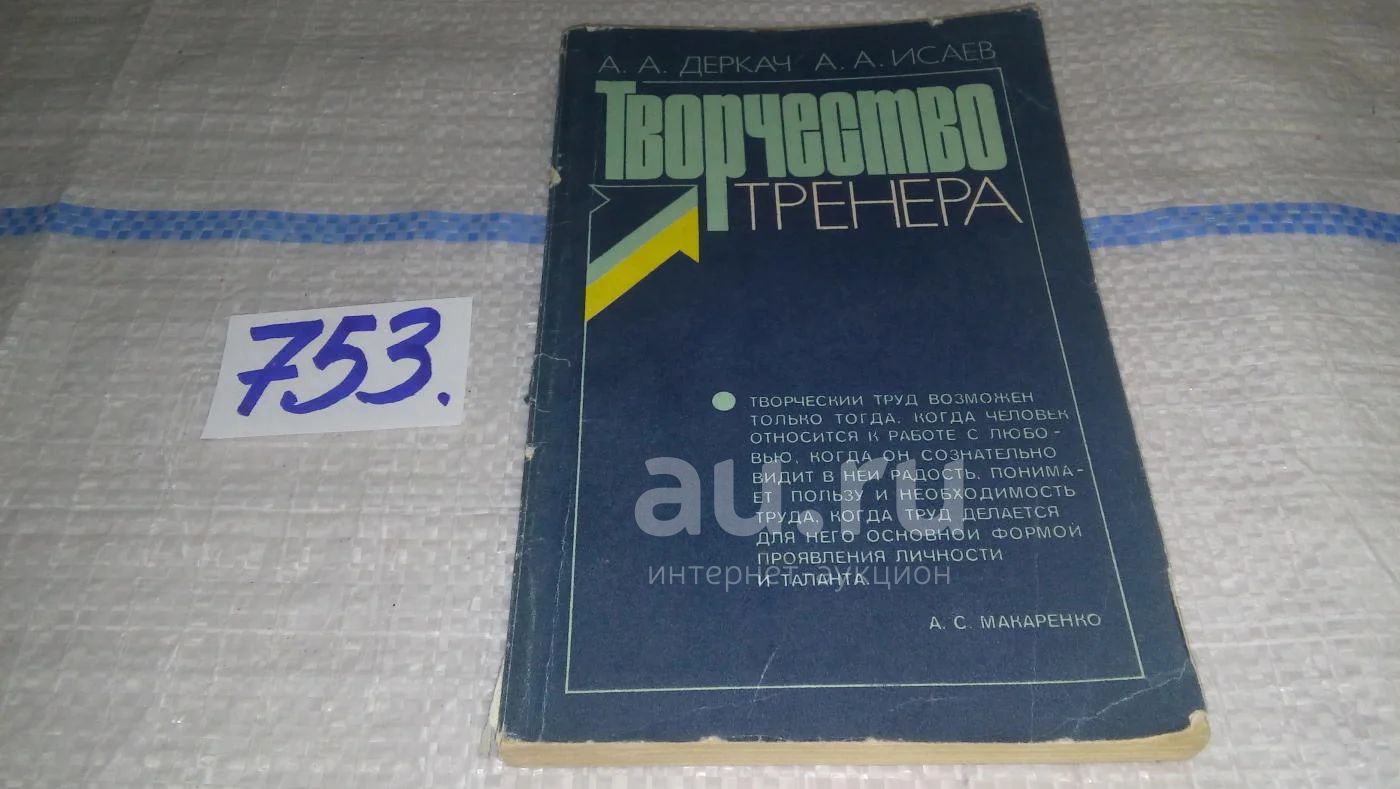 А. А. ДЕРКАЧ А. А. ИСАЕВ
Творчество
ТРЕНЕРА
753.
ТВОРЧЕСКИЙ ТРУД ВОЗМОЖЕН
ТОЛЬКО ТОГДА, КОГДА ЧЕЛОВЕК
ОТНОСИТСЯ К РАБОТЕ С ЛЮБО-
ВЬЮ, КОГДА ОН СОЗНАТЕЛЬНО
ВИДИТ В НЕЙ РАДОСТЬ, ПОНИМА-
ЕТ ПОЛЬЗУ И НЕОБХОДИМОСТЬ
ТРУДА, КОГДА ТРУД ДЕЛАЕТСЯ
ДЛЯ НЕГО ОСНОВНОЙ ФОРМОЙ
ПРОЯВЛЕНИЯ ЛИЧНОСТИ
И ТАЛАНТА.
А. С. МАКАРЕНКО
au.ru
интернет-аукцион